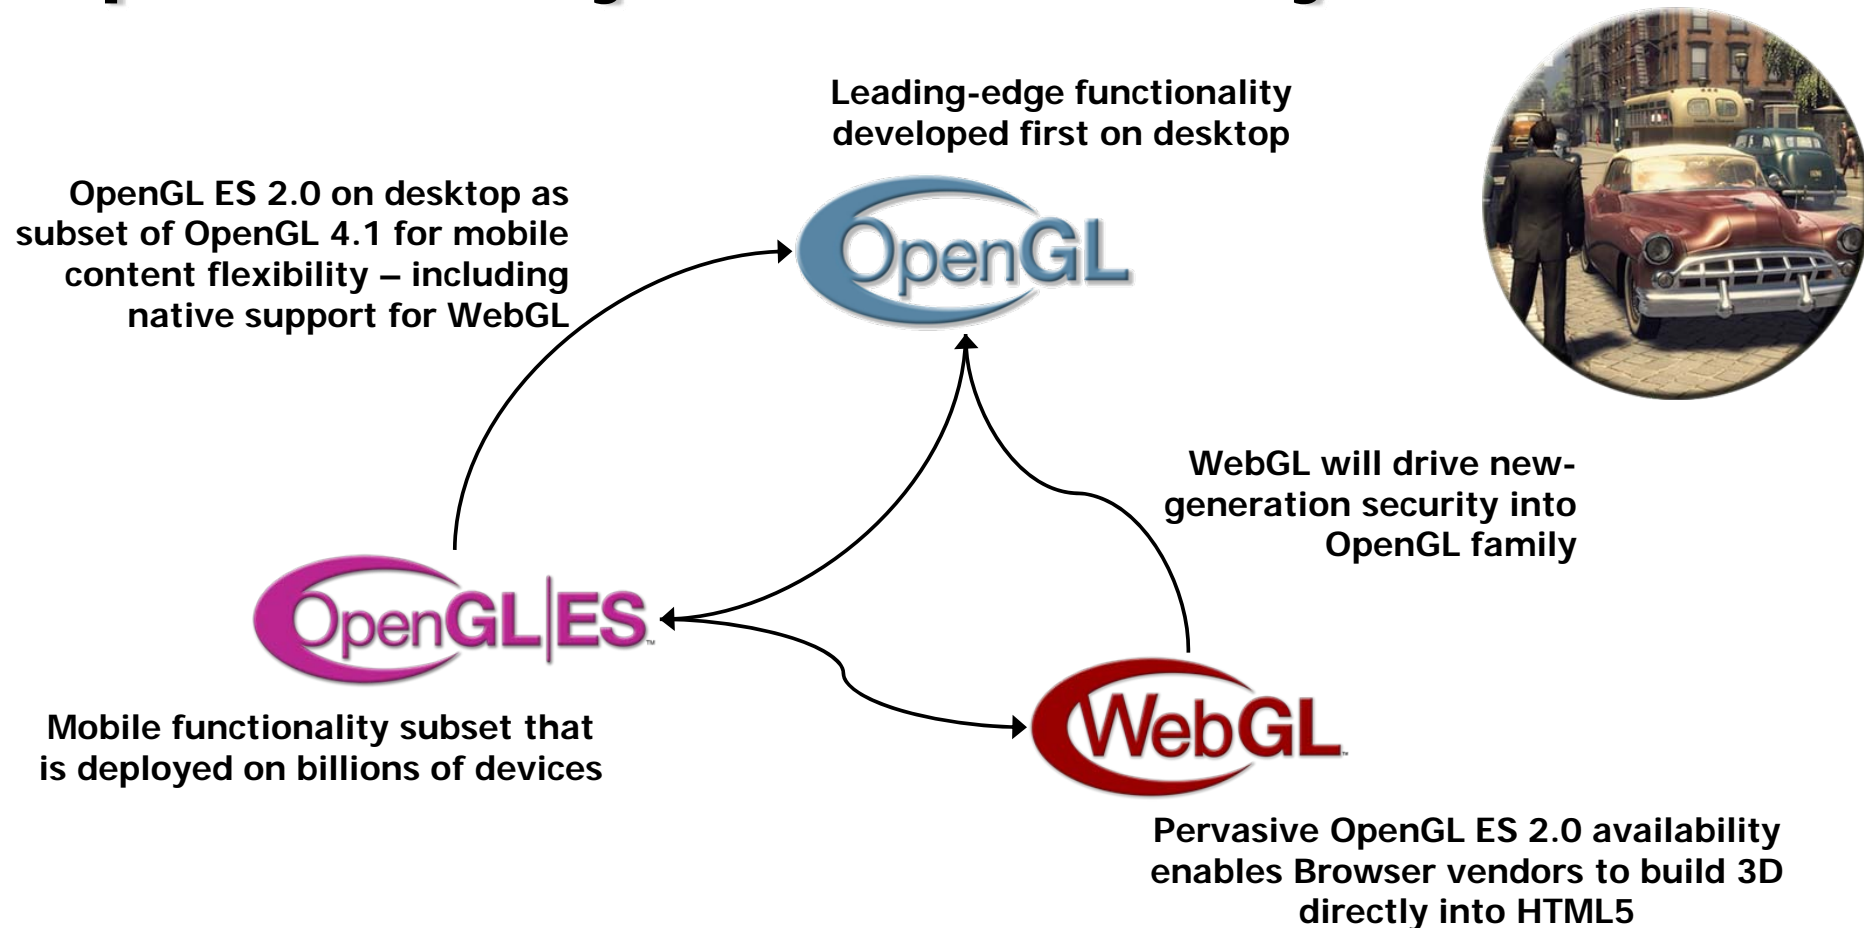 Leading-edge functionality
developed first on desktop
OpenGL ES 2.0 on desktop as
subset of OpenGL 4.1 for mobile
content flexibility – including
native support for WebGL
OpenGL
WebGL will drive new-
generation security into
OpenGL family
OpenGL|ES™
Mobile functionality subset that
is deployed on billions of devices
WebGL™
Pervasive OpenGL ES 2.0 availability
enables Browser vendors to build 3D
directly into HTML5